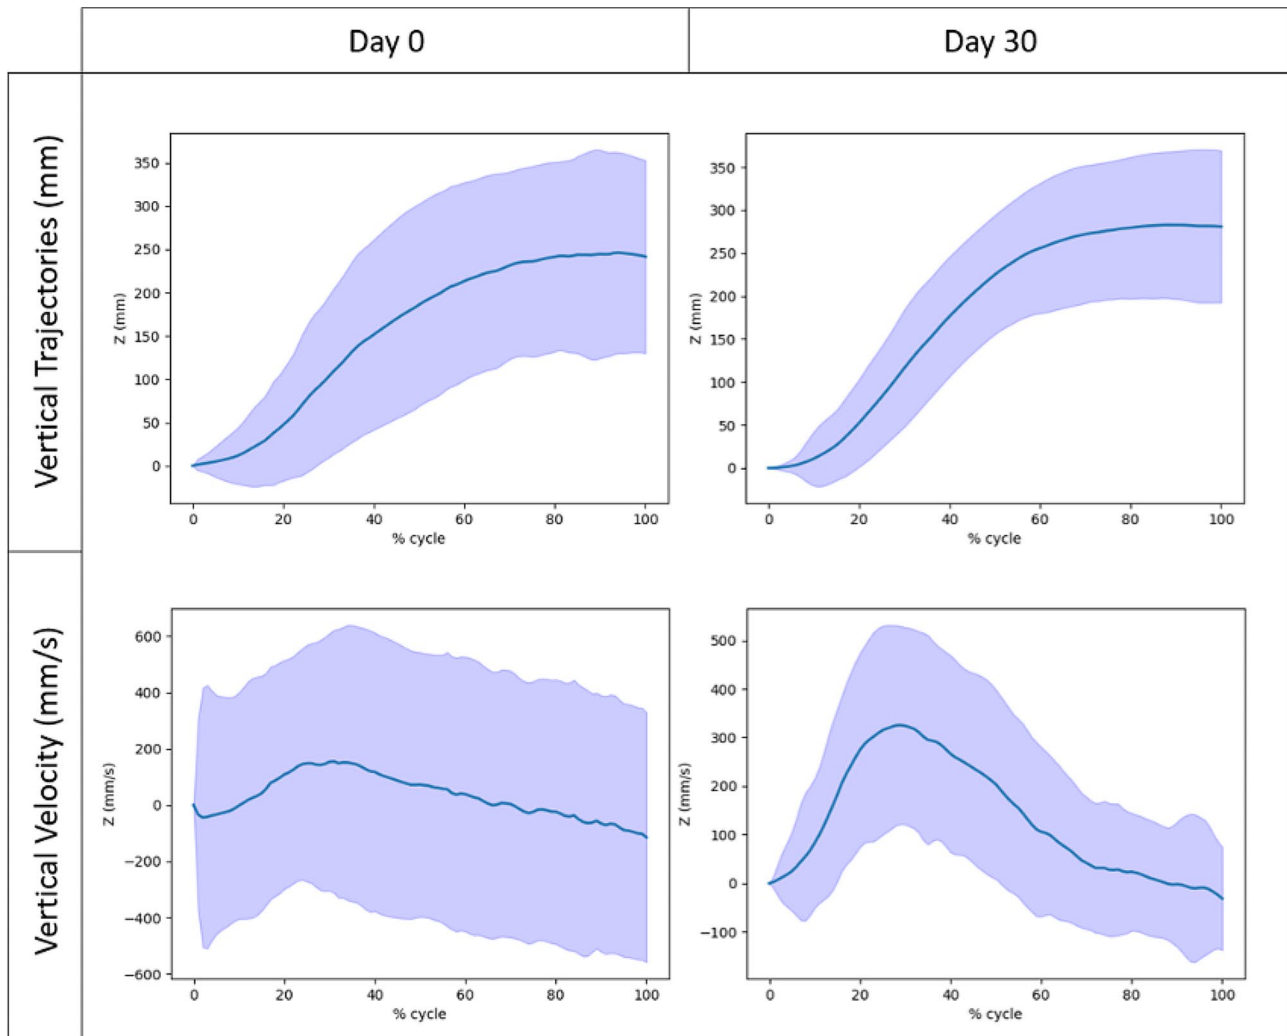 Day 0
Day 30
Vertical Trajectories (mm)
350
300
250
200
150
100
50
0
Z (mm)
0 20 40 60 80 100
% cycle
350
300
250
200
150
100
50
0
Z (mm)
0 20 40 60 80 100
% cycle
Vertical Velocity (mm/s)
600
400
200
0
−200
−400
−600
Z (mm/s)
0 20 40 60 80 100
% cycle
500
400
300
200
100
0
−100
Z (mm/s)
0 20 40 60 80 100
% cycle